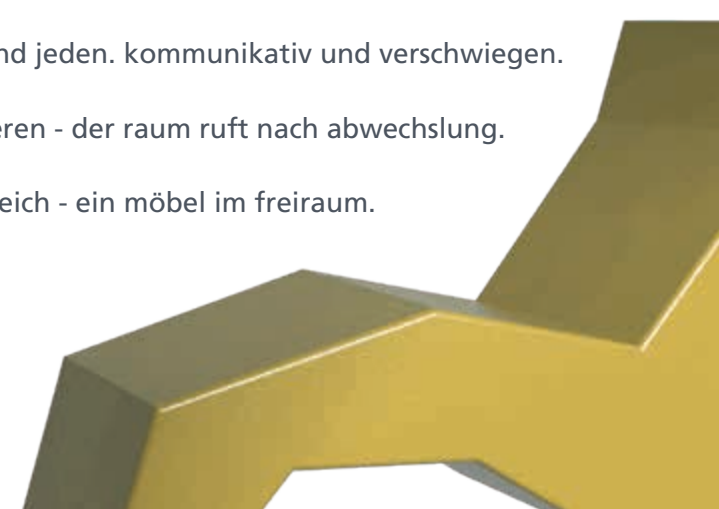 nd jeden. kommunikativ und verschwiegen.
eren - der raum ruft nach abwechslung.
eich - ein möbel im freiraum.